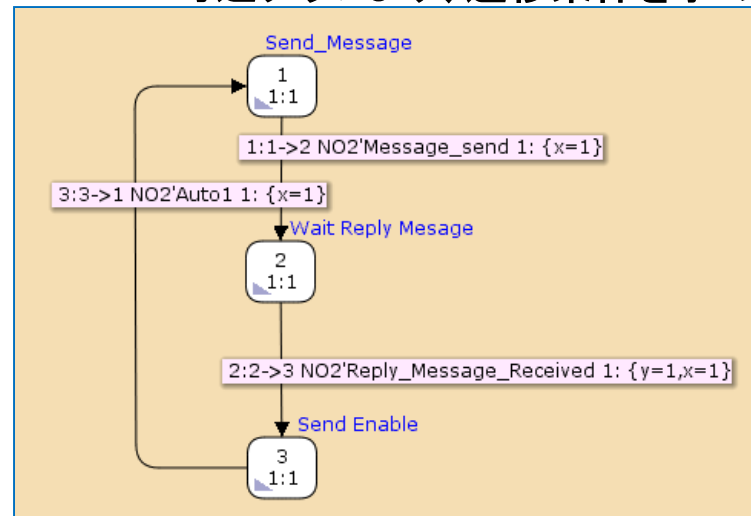 Send_Message
1
1:1
1:1->2 NO2'Message_send 1: {x=1}
3:3->1 NO2'Auto1 1: {x=1}
Wait Reply Mesage
2
1:1
2:2->3 NO2'Reply_Message_Received 1: {y=1,x=1}
Send Enable
3
1:1